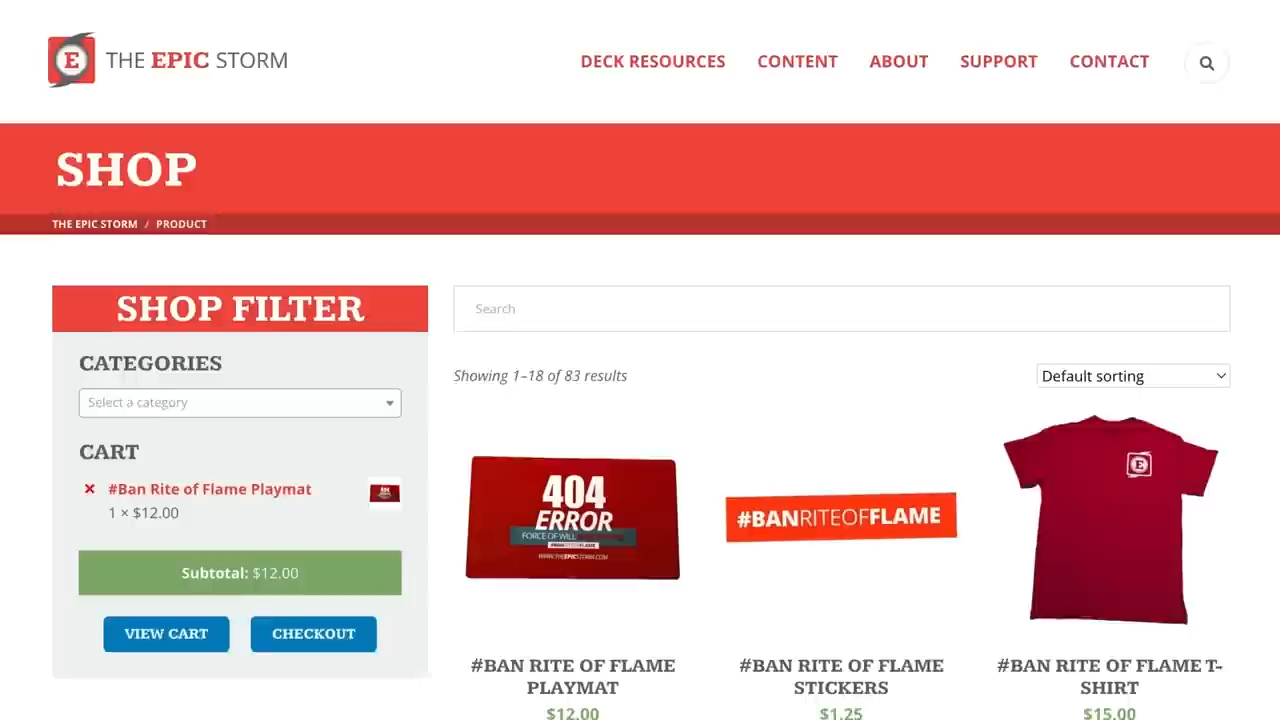 E THE EPIC STORM
DECK RESOURCES CONTENT ABOUT SUPPORT CONTACT
SHOP
THE EPIC STORM / PRODUCT
SHOP FILTER
CATEGORIES
Select a category
CART
× #Ban Rite of Flame Playmat
1 × $12.00
Subtotal: $12.00
VIEW CART CHECKOUT
Search
Showing 1–18 of 83 results
Default sorting
404
ERROR
FORCE OF WILL
WWW.THEEPICSTORM.COM
#BANRITEOFFLAME
E
#BAN RITE OF FLAME
PLAYMAT
$12.00
#BAN RITE OF FLAME
STICKERS
$1.25
#BAN RITE OF FLAME T-
SHIRT
$15.00